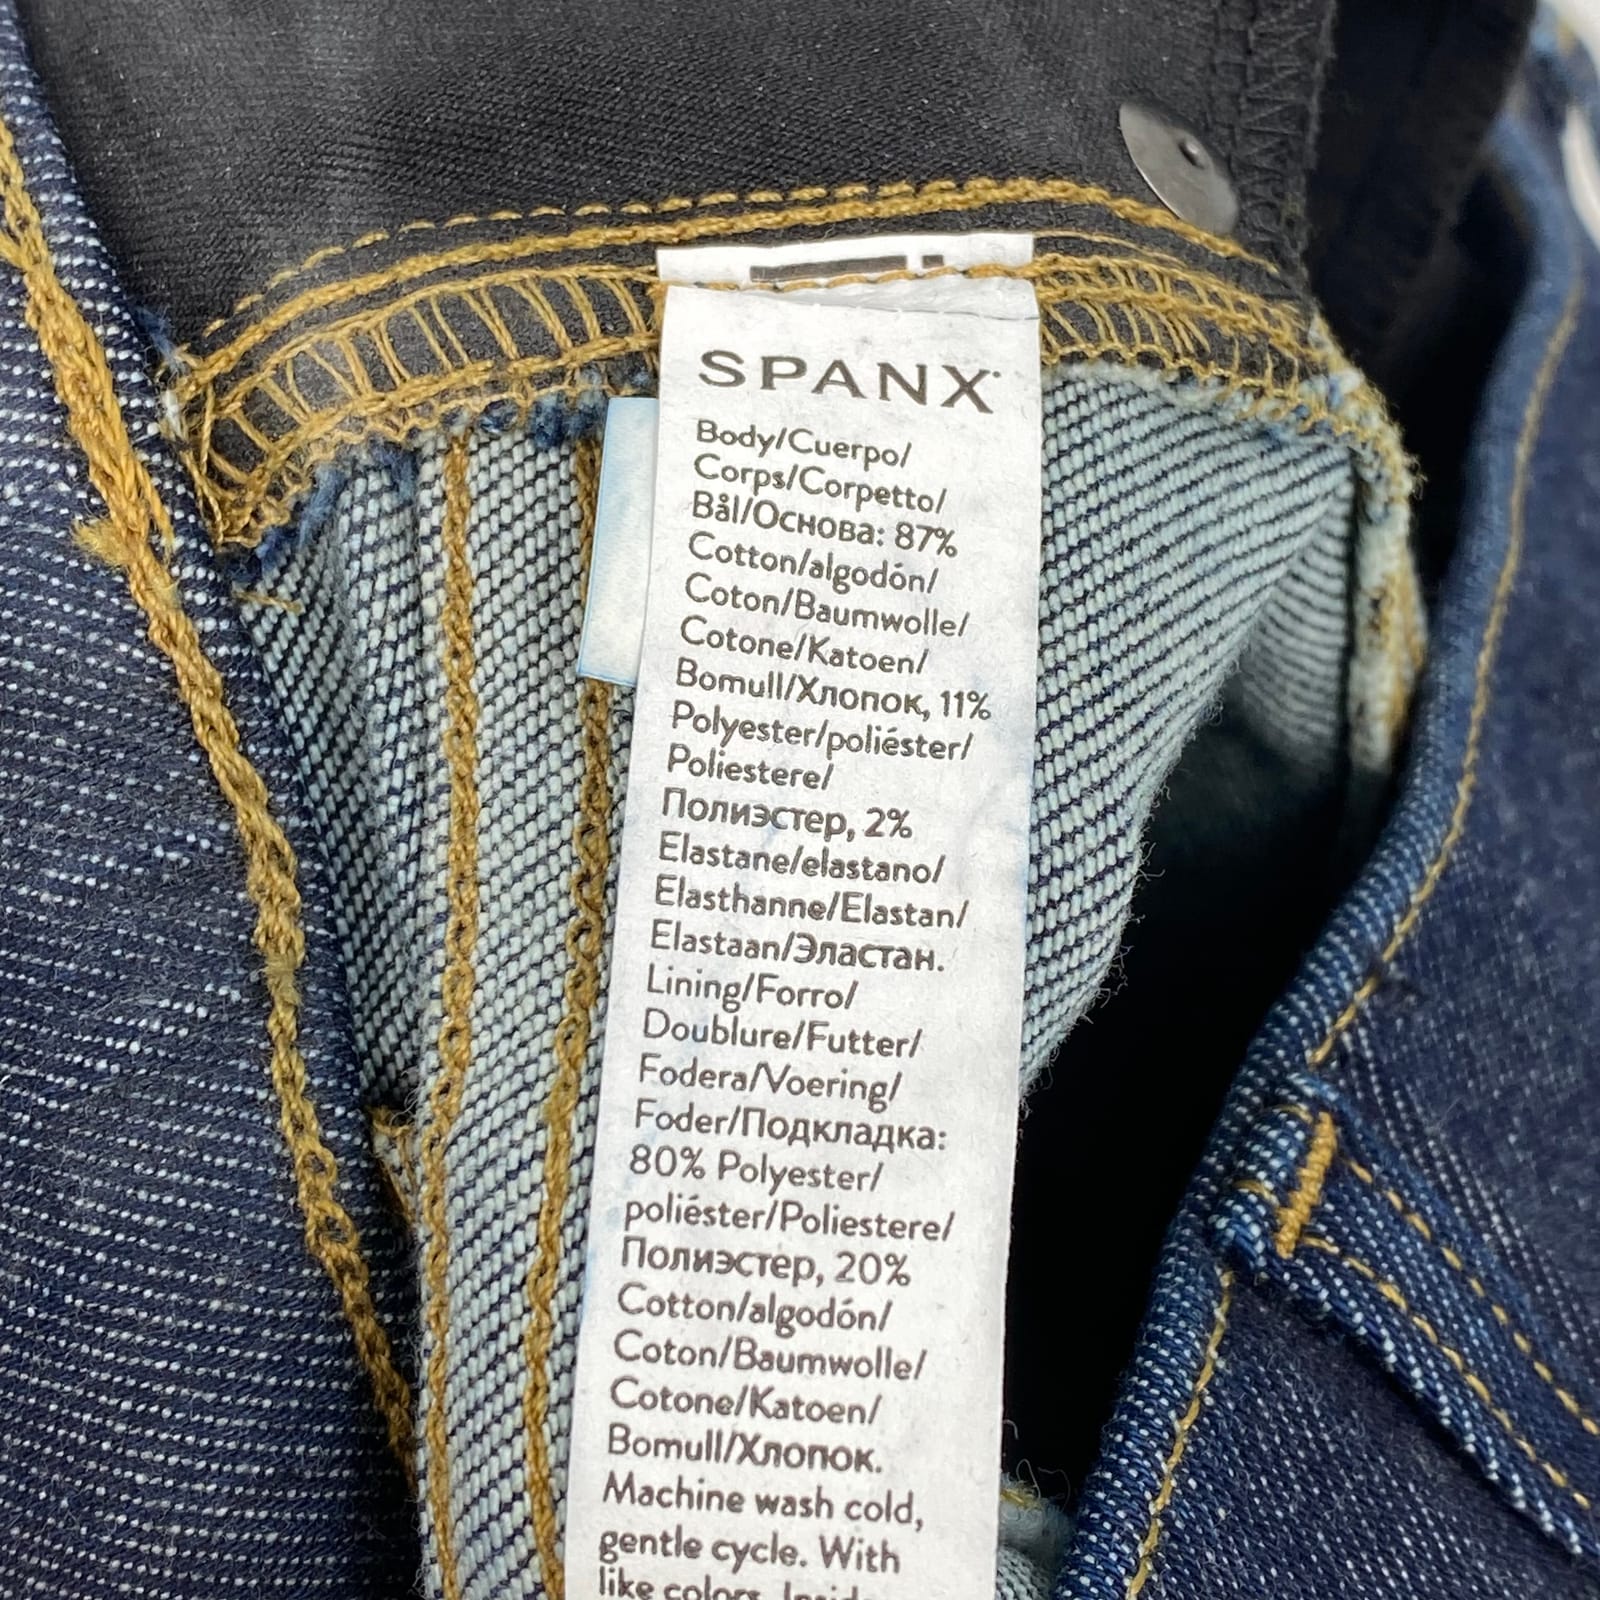 SPANX
Body/Cuerpo/
Corps/Corpetto/
Bål/Основа: 87%
Cotton/algodón/
Coton/Baumwolle/
Cotone/Katoen/
Bomull/Хлопок, 11%
Polyester/poliéster/
Poliestere/
Полиэстер, 2%
Elastane/elastano/
Elasthanne/Elastan/
Elastaan/Эластан.
Lining/Forro/
Doublure/Futter/
Fodera/Voering/
Foder/Подкладка:
80% Polyester/
poliéster/Poliestere/
Полиэстер, 20%
Cotton/algodón/
Coton/Baumwolle/
Cotone/Katoen/
Bomull/Хлопок.
Machine wash cold,
gentle cycle. With
like colors.